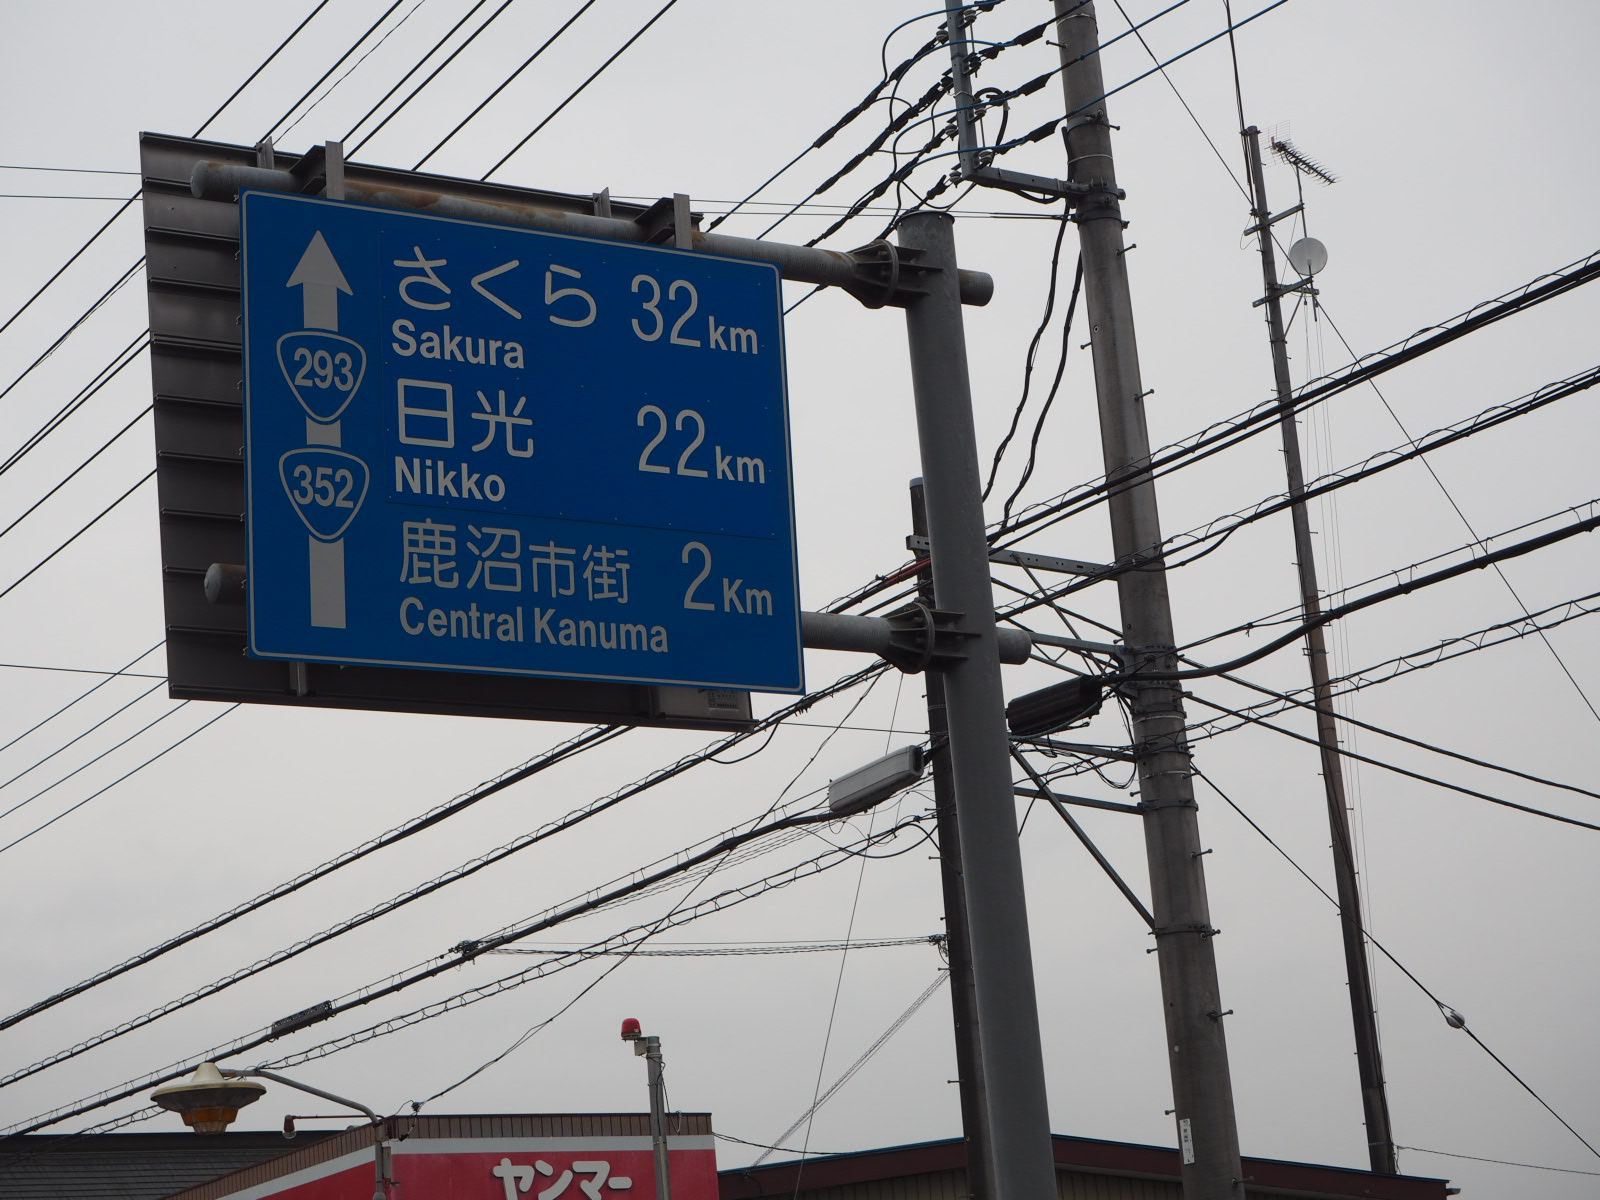 さくら 32km
Sakura
293
日光 22km
Nikko
352
鹿沼市街 2Km
Central Kanuma
ヤンマー